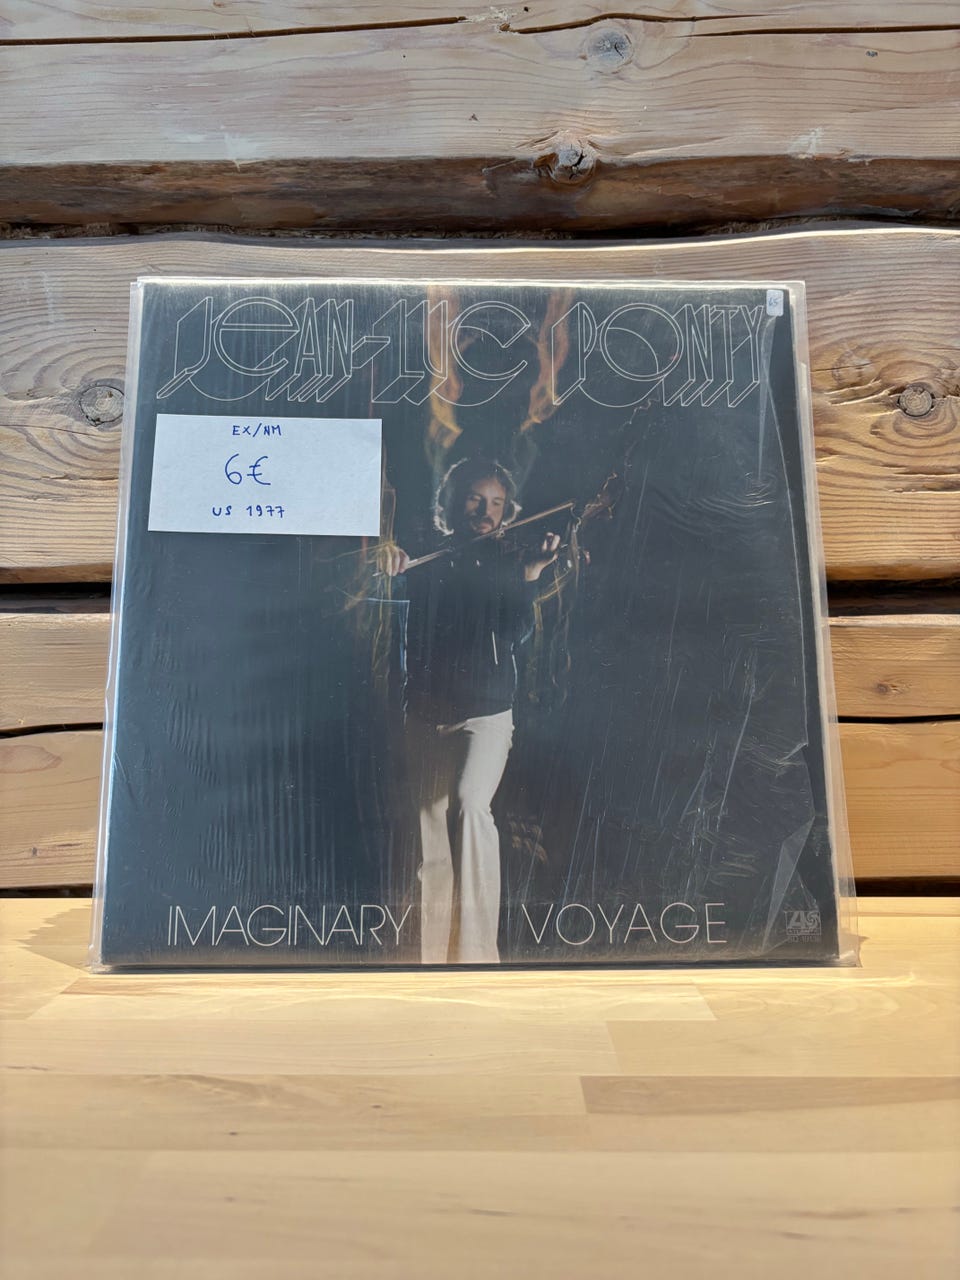 JEAN-LUC PONTY
EX/NM
6€
US 1977
IMAGINARY VOYAGE